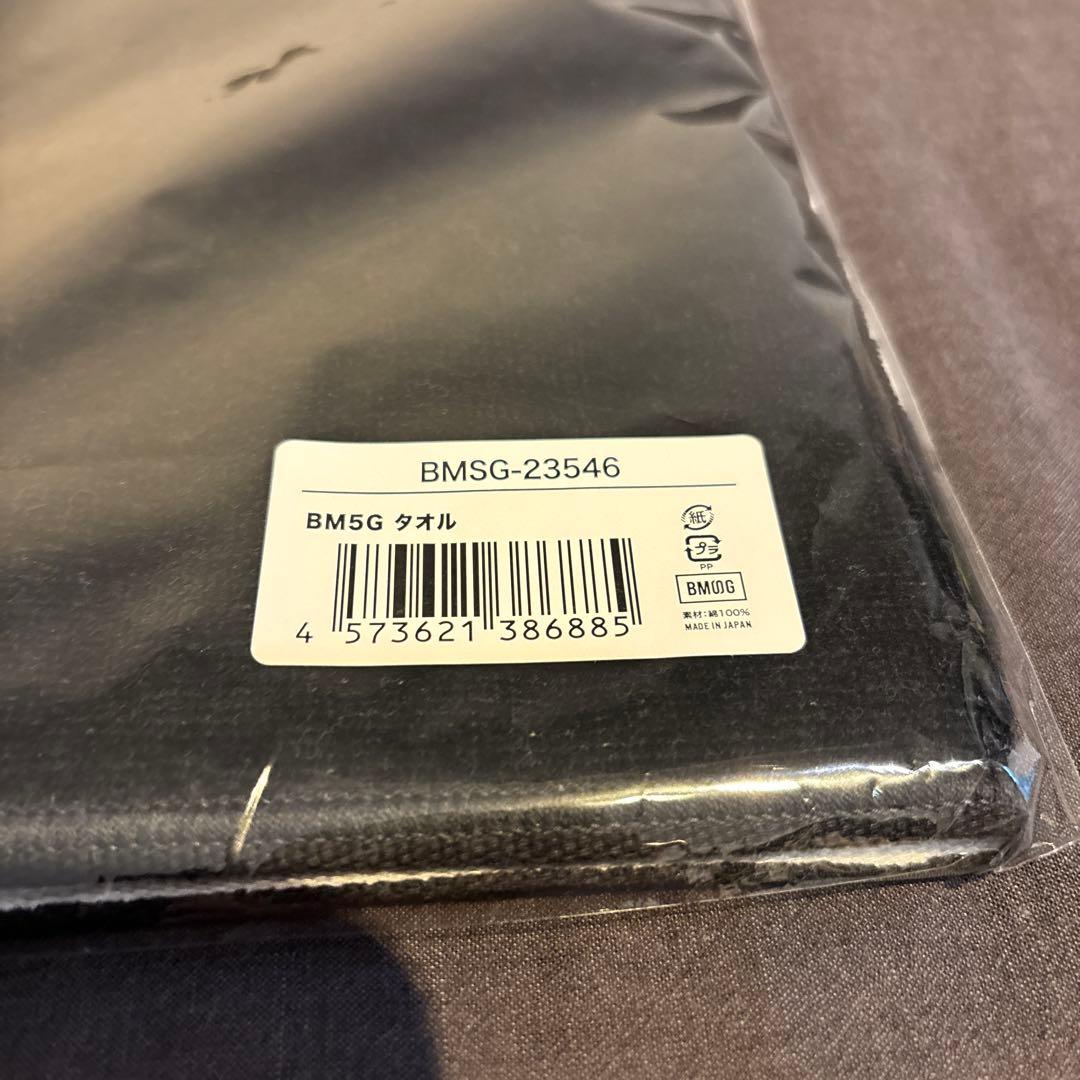 BMSG-23546
BM5G タオル
紙
プラ
PP
BMSG
素材:綿100%
MADE IN JAPAN
4 573621 386885